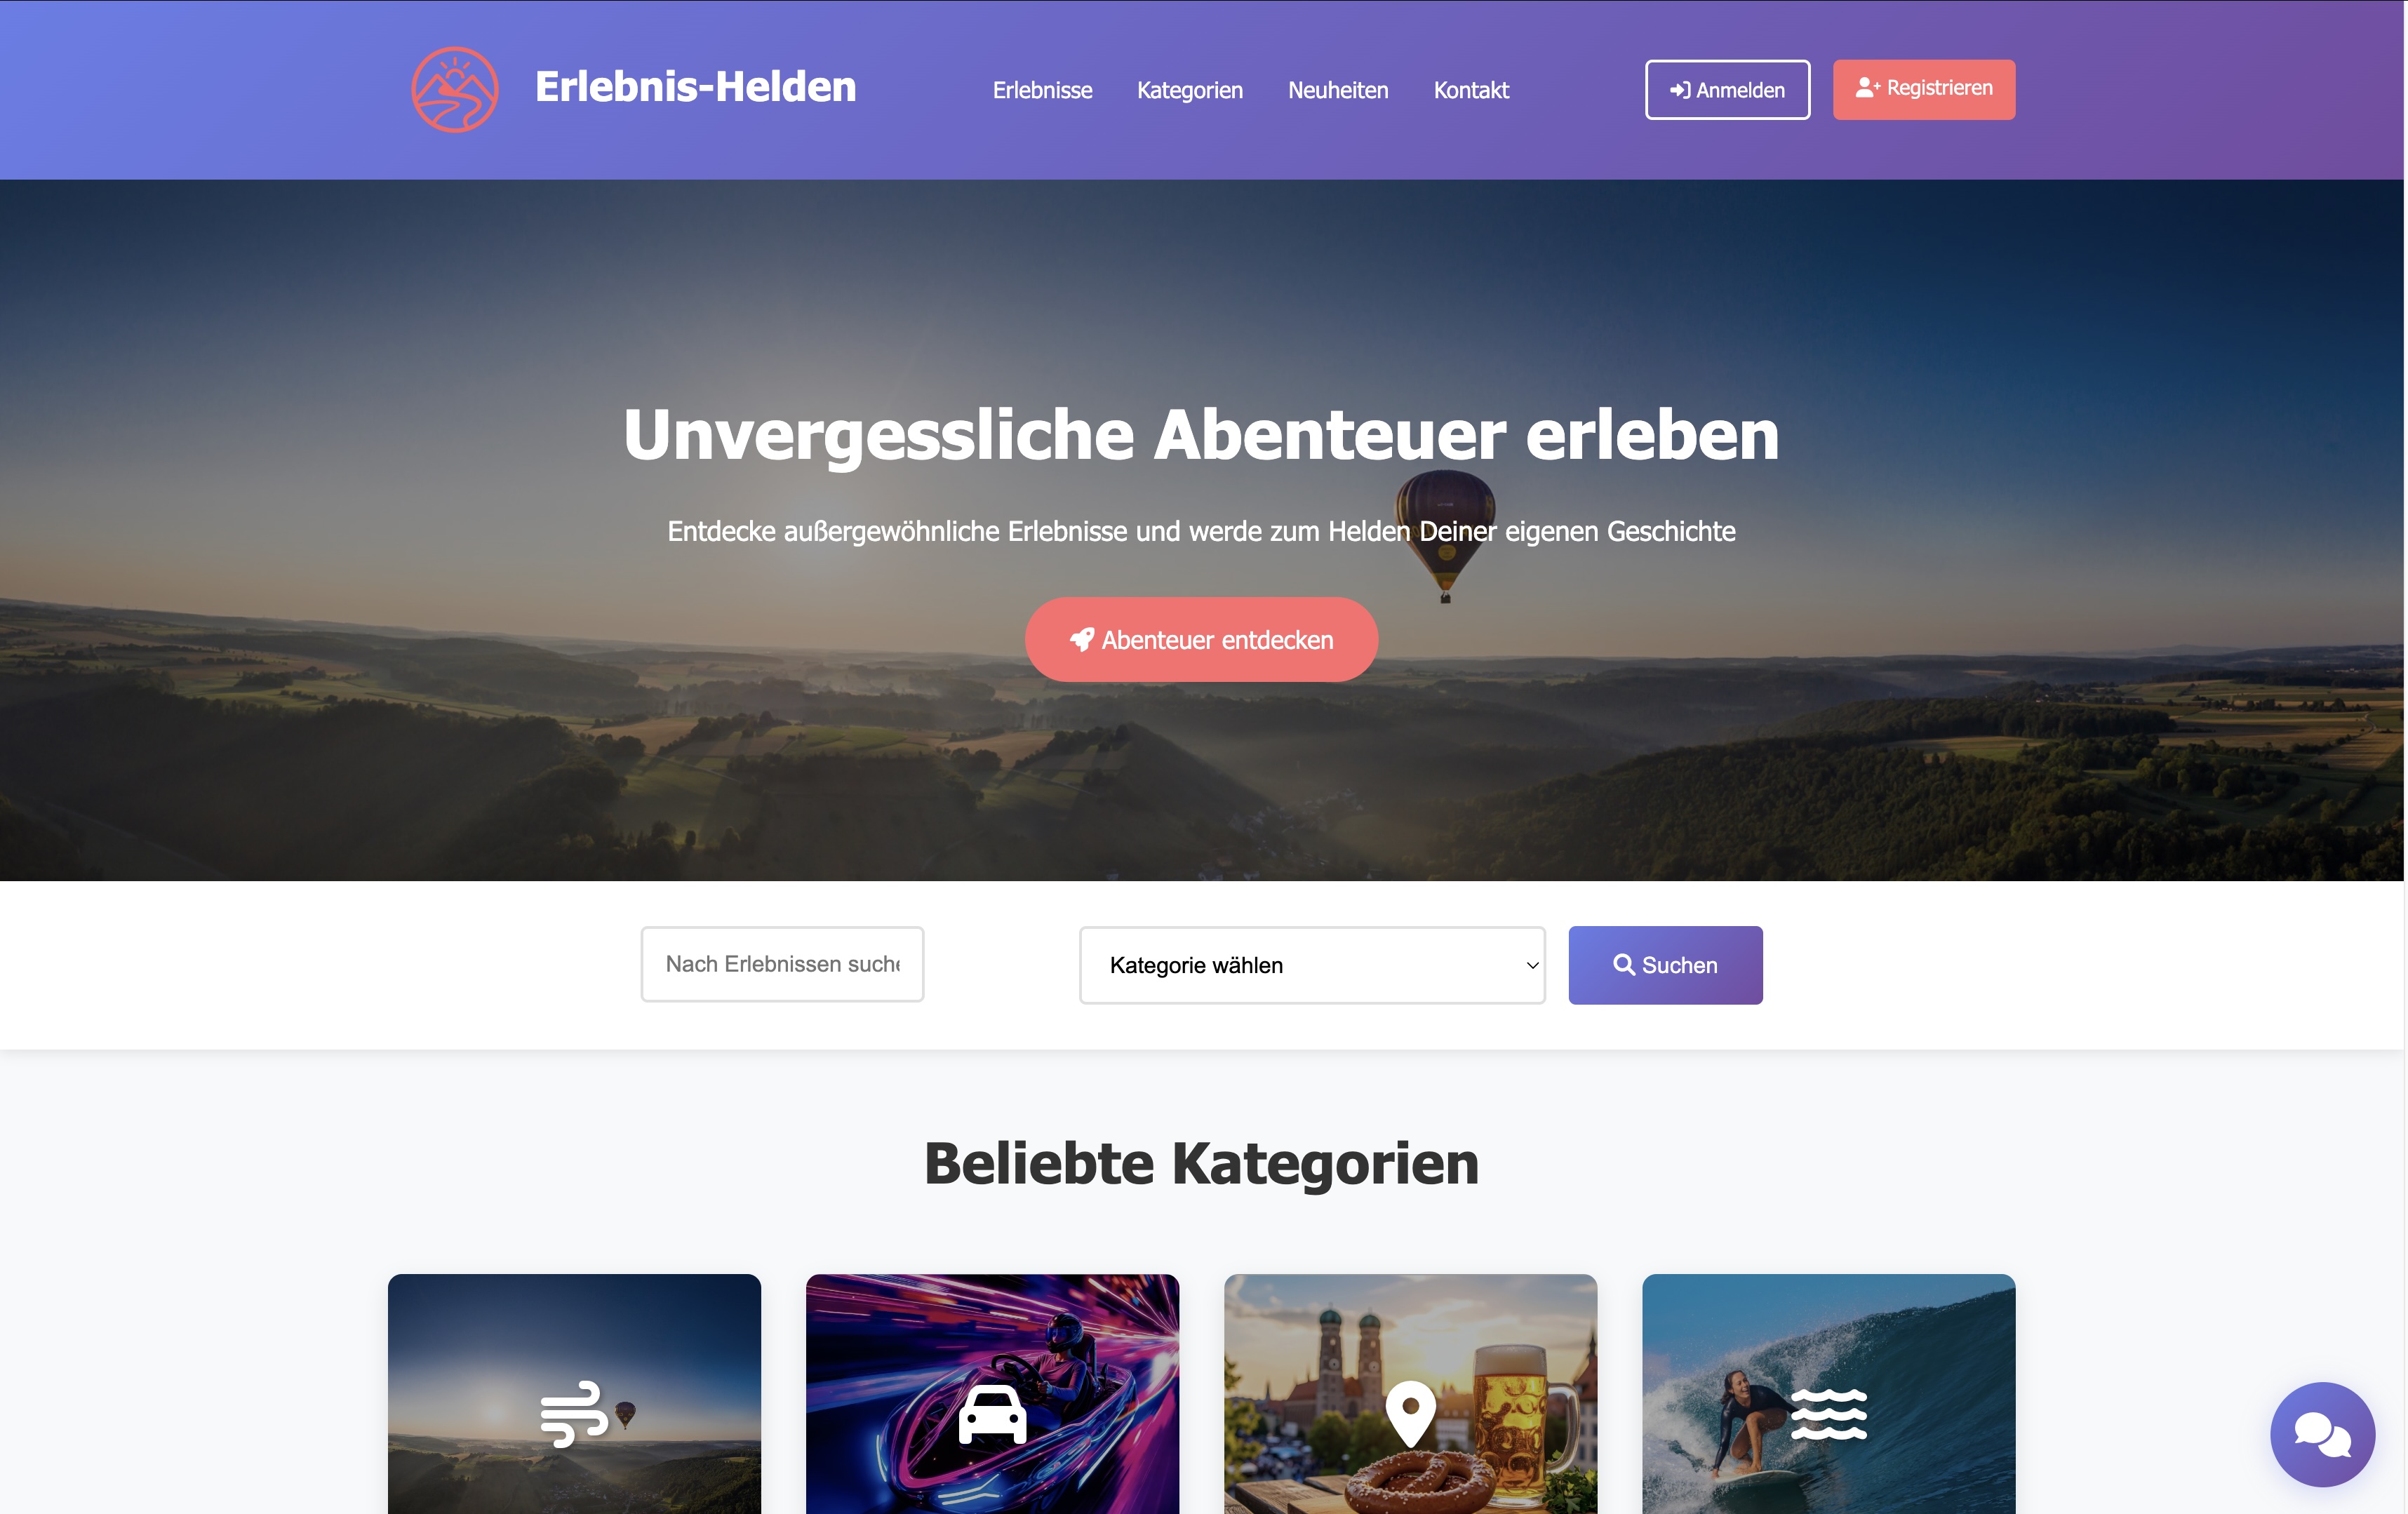 Erlebnis-Helden
Erlebnisse Kategorien Neuheiten Kontakt
Anmelden
Registrieren
Unvergessliche Abenteuer erleben
Entdecke außergewöhnliche Erlebnisse und werde zum Helden Deiner eigenen Geschichte
Abenteuer entdecken
Nach Erlebnissen suche
Kategorie wählen
Suchen
Beliebte Kategorien